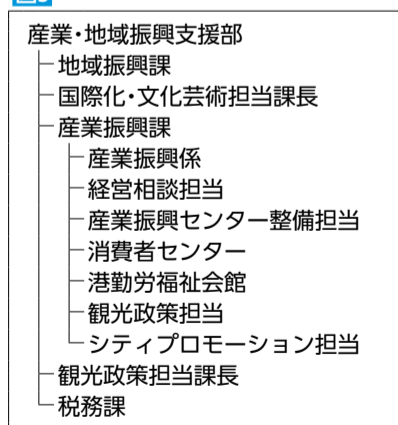 産業・地域振興支援部
地域振興課
国際化・文化芸術担当課長
産業振興課
産業振興係
経営相談担当
産業振興センター整備担当
消費者センター
港勤労福祉会館
観光政策担当
シティプロモーション担当
観光政策担当課長
税務課